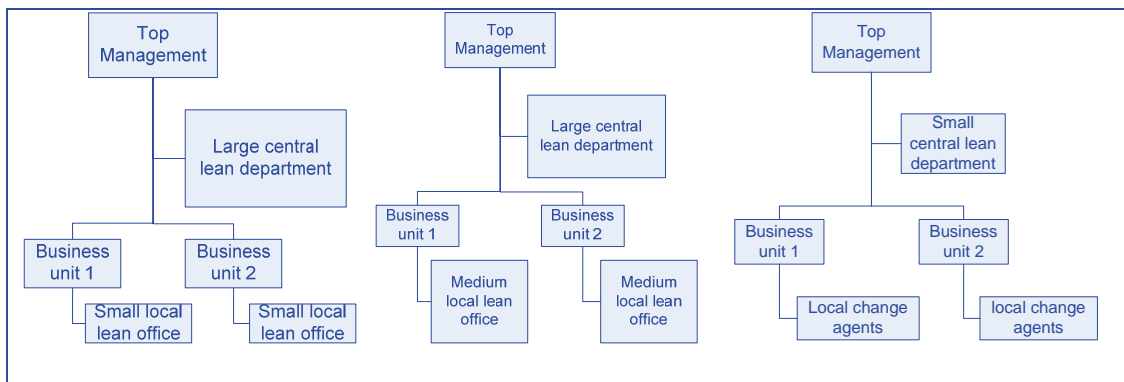 Top
Management
Large central
lean department
Business
unit 1
Business
unit 2
Small local
lean office
Small local
lean office
Top
Management
Large central
lean department
Business
unit 1
Business
unit 2
Medium
local lean
office
Medium
local lean
office
Top
Management
Small
central lean
department
Business
unit 1
Business
unit 2
Local change
agents
local change
agents